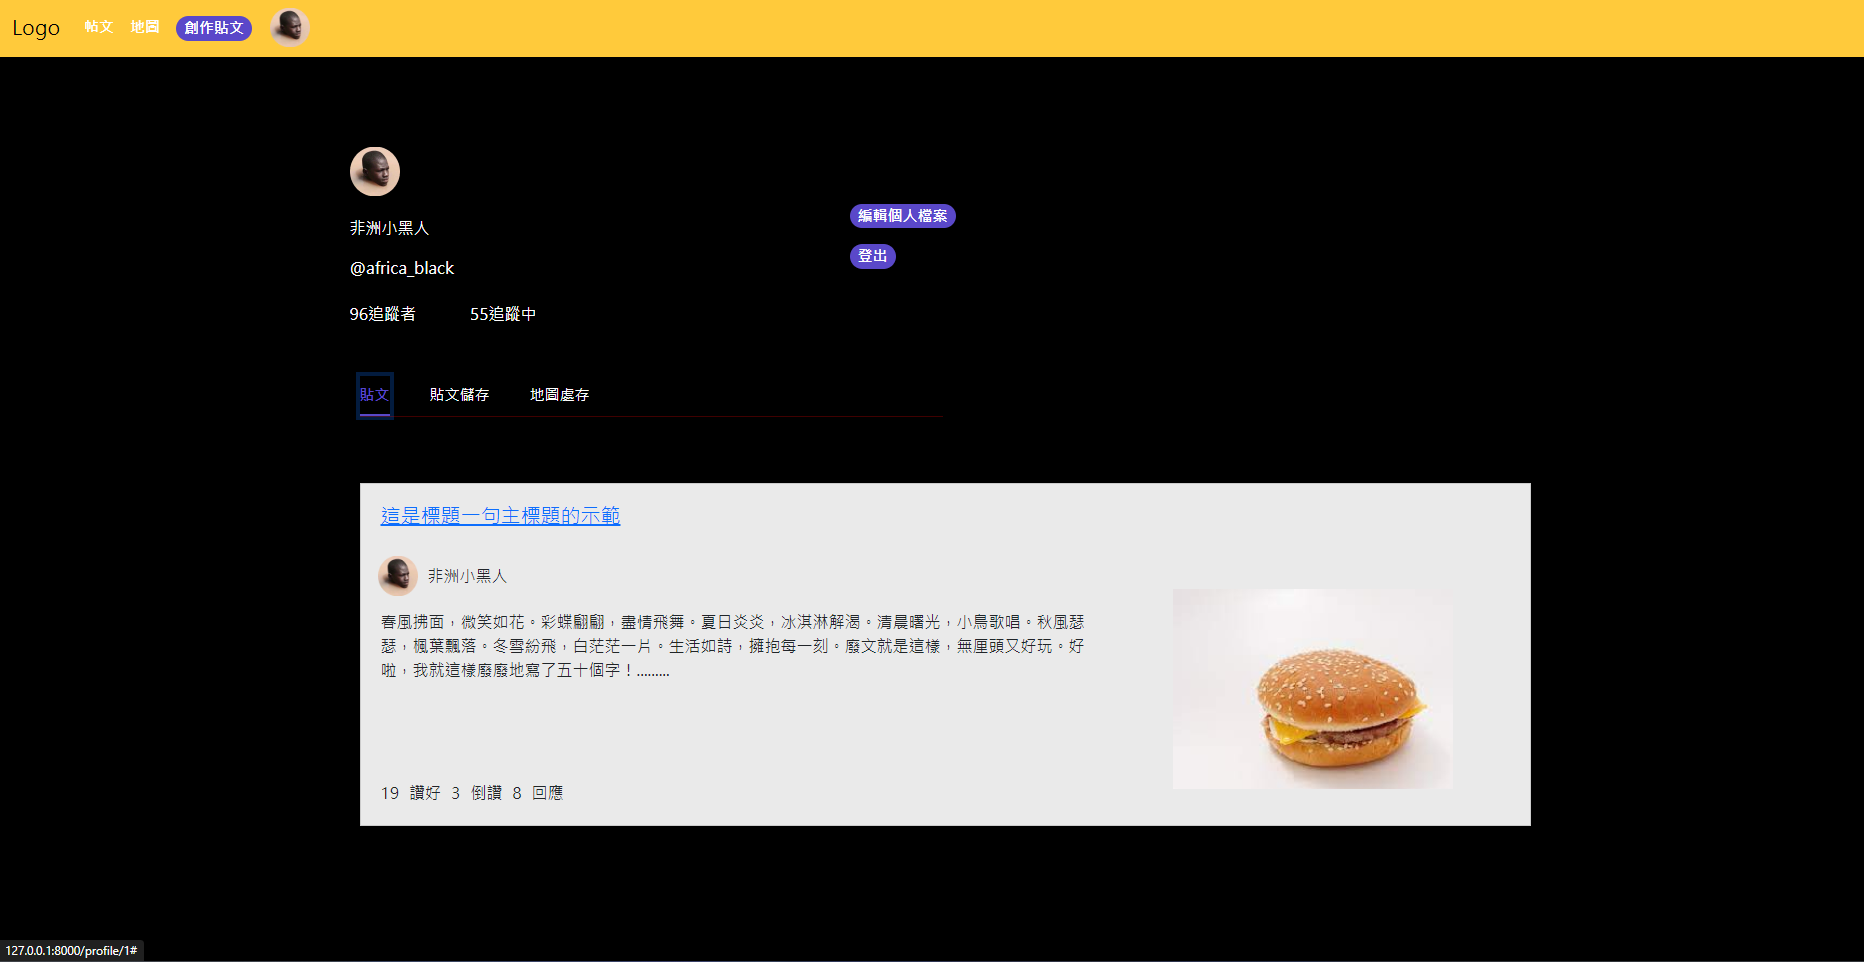 Logo
帖文
地圖
創作貼文
非洲小黑人
編輯個人檔案
@africa_black
登出
96追蹤者
55追蹤中
貼文
貼文儲存
地圖處存
這是標題一句主標題的示範
非洲小黑人
春風拂面，微笑如花。彩蝶翩翩，盡情飛舞。夏日炎炎，冰淇淋解渴。清晨曙光，小鳥歌唱。秋風瑟
瑟，楓葉飄落。冬雪紛飛，白茫茫一片。生活如詩，擁抱每一刻。廢文就是這樣，無厘頭又好玩。好
啦，我就這樣廢廢地寫了五十個字！.........
19 讚好 3 倒讚 8 回應
127.0.0.1:8000/profile/1#